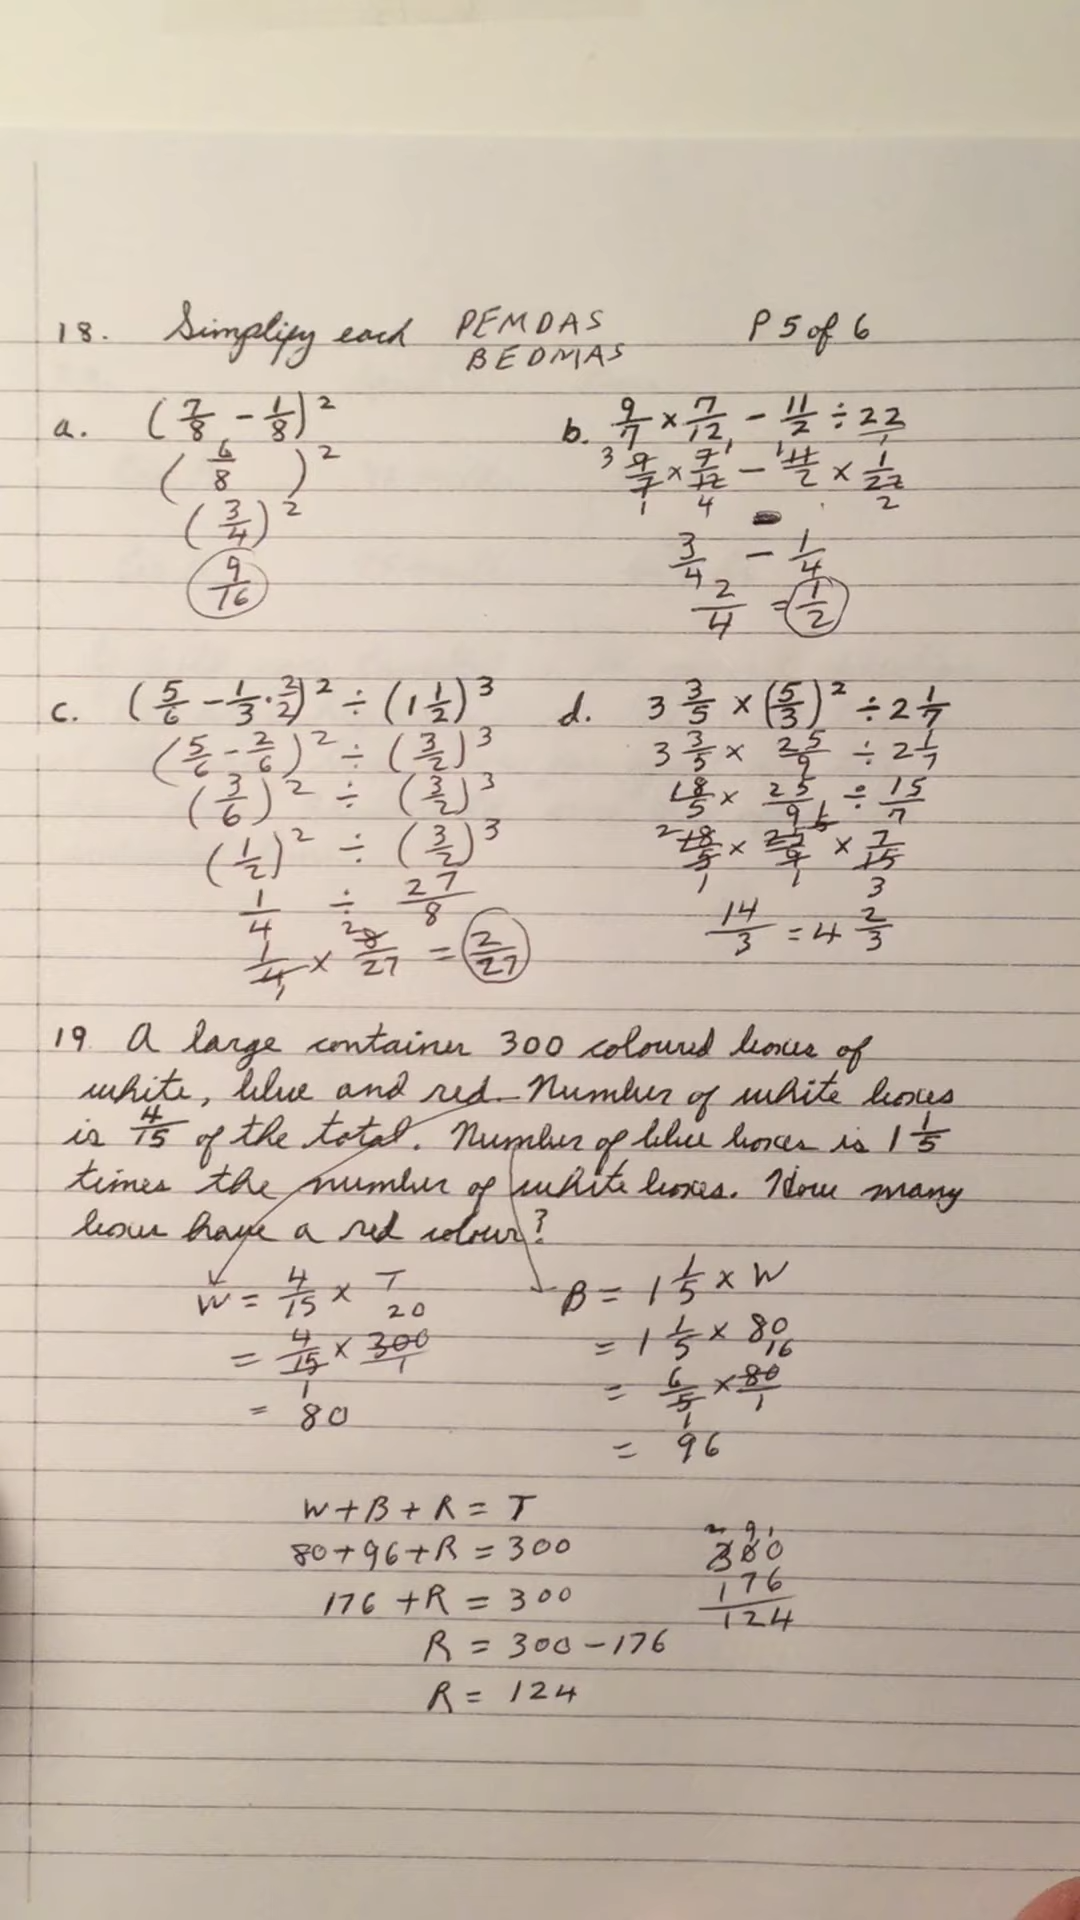 18. Simplify each PEMDAS P 5 of 6
BEDMAS
a. (7/8 - 1/8)²
(6/8)²
(3/4)²
9/16
b. 9/7 × 7/12 - 11/2 ÷ 22/1
9/7 × 7/12 - 11/2 × 1/22
3/4 - 1/4
2/4 = 1/2
c. (5/6 - 1/3 · 2/2)² ÷ (1 1/2)³
(5/6 - 2/6)² ÷ (3/2)³
(3/6)² ÷ (3/2)³
(1/2)² ÷ (3/2)³
1/4 ÷ 27/8
1/4 × 8/27 = 2/27
d. 3 3/5 × (5/3)² ÷ 2 1/7
3 3/5 × 25/9 ÷ 2 1/7
18/5 × 25/9 ÷ 15/7
18/5 × 25/9 × 7/15
14/3 = 4 2/3
19 A large container 300 coloured boxes of
white, blue and red. Number of white boxes
is 4/15 of the total. Number of blue boxes is 1 1/5
times the number of white boxes. How many
boxes have a red colour?
W = 4/15 × T
= 4/15 × 300/1
= 80
B = 1 1/5 × W
= 1 1/5 × 80
= 6/5 × 80/1
= 96
W + B + R = T
80 + 96 + R = 300
176 + R = 300
R = 300 - 176
R = 124
300
176
124